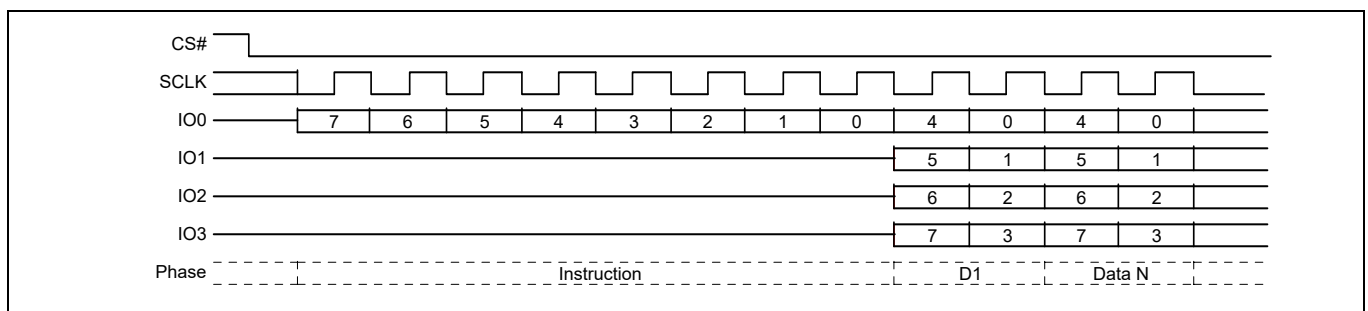 CS#
SCLK
IO0 7 6 5 4 3 2 1 0 4 0 4 0
IO1 5 1 5 1
IO2 6 2 6 2
IO3 7 3 7 3
Phase Instruction D1 Data N